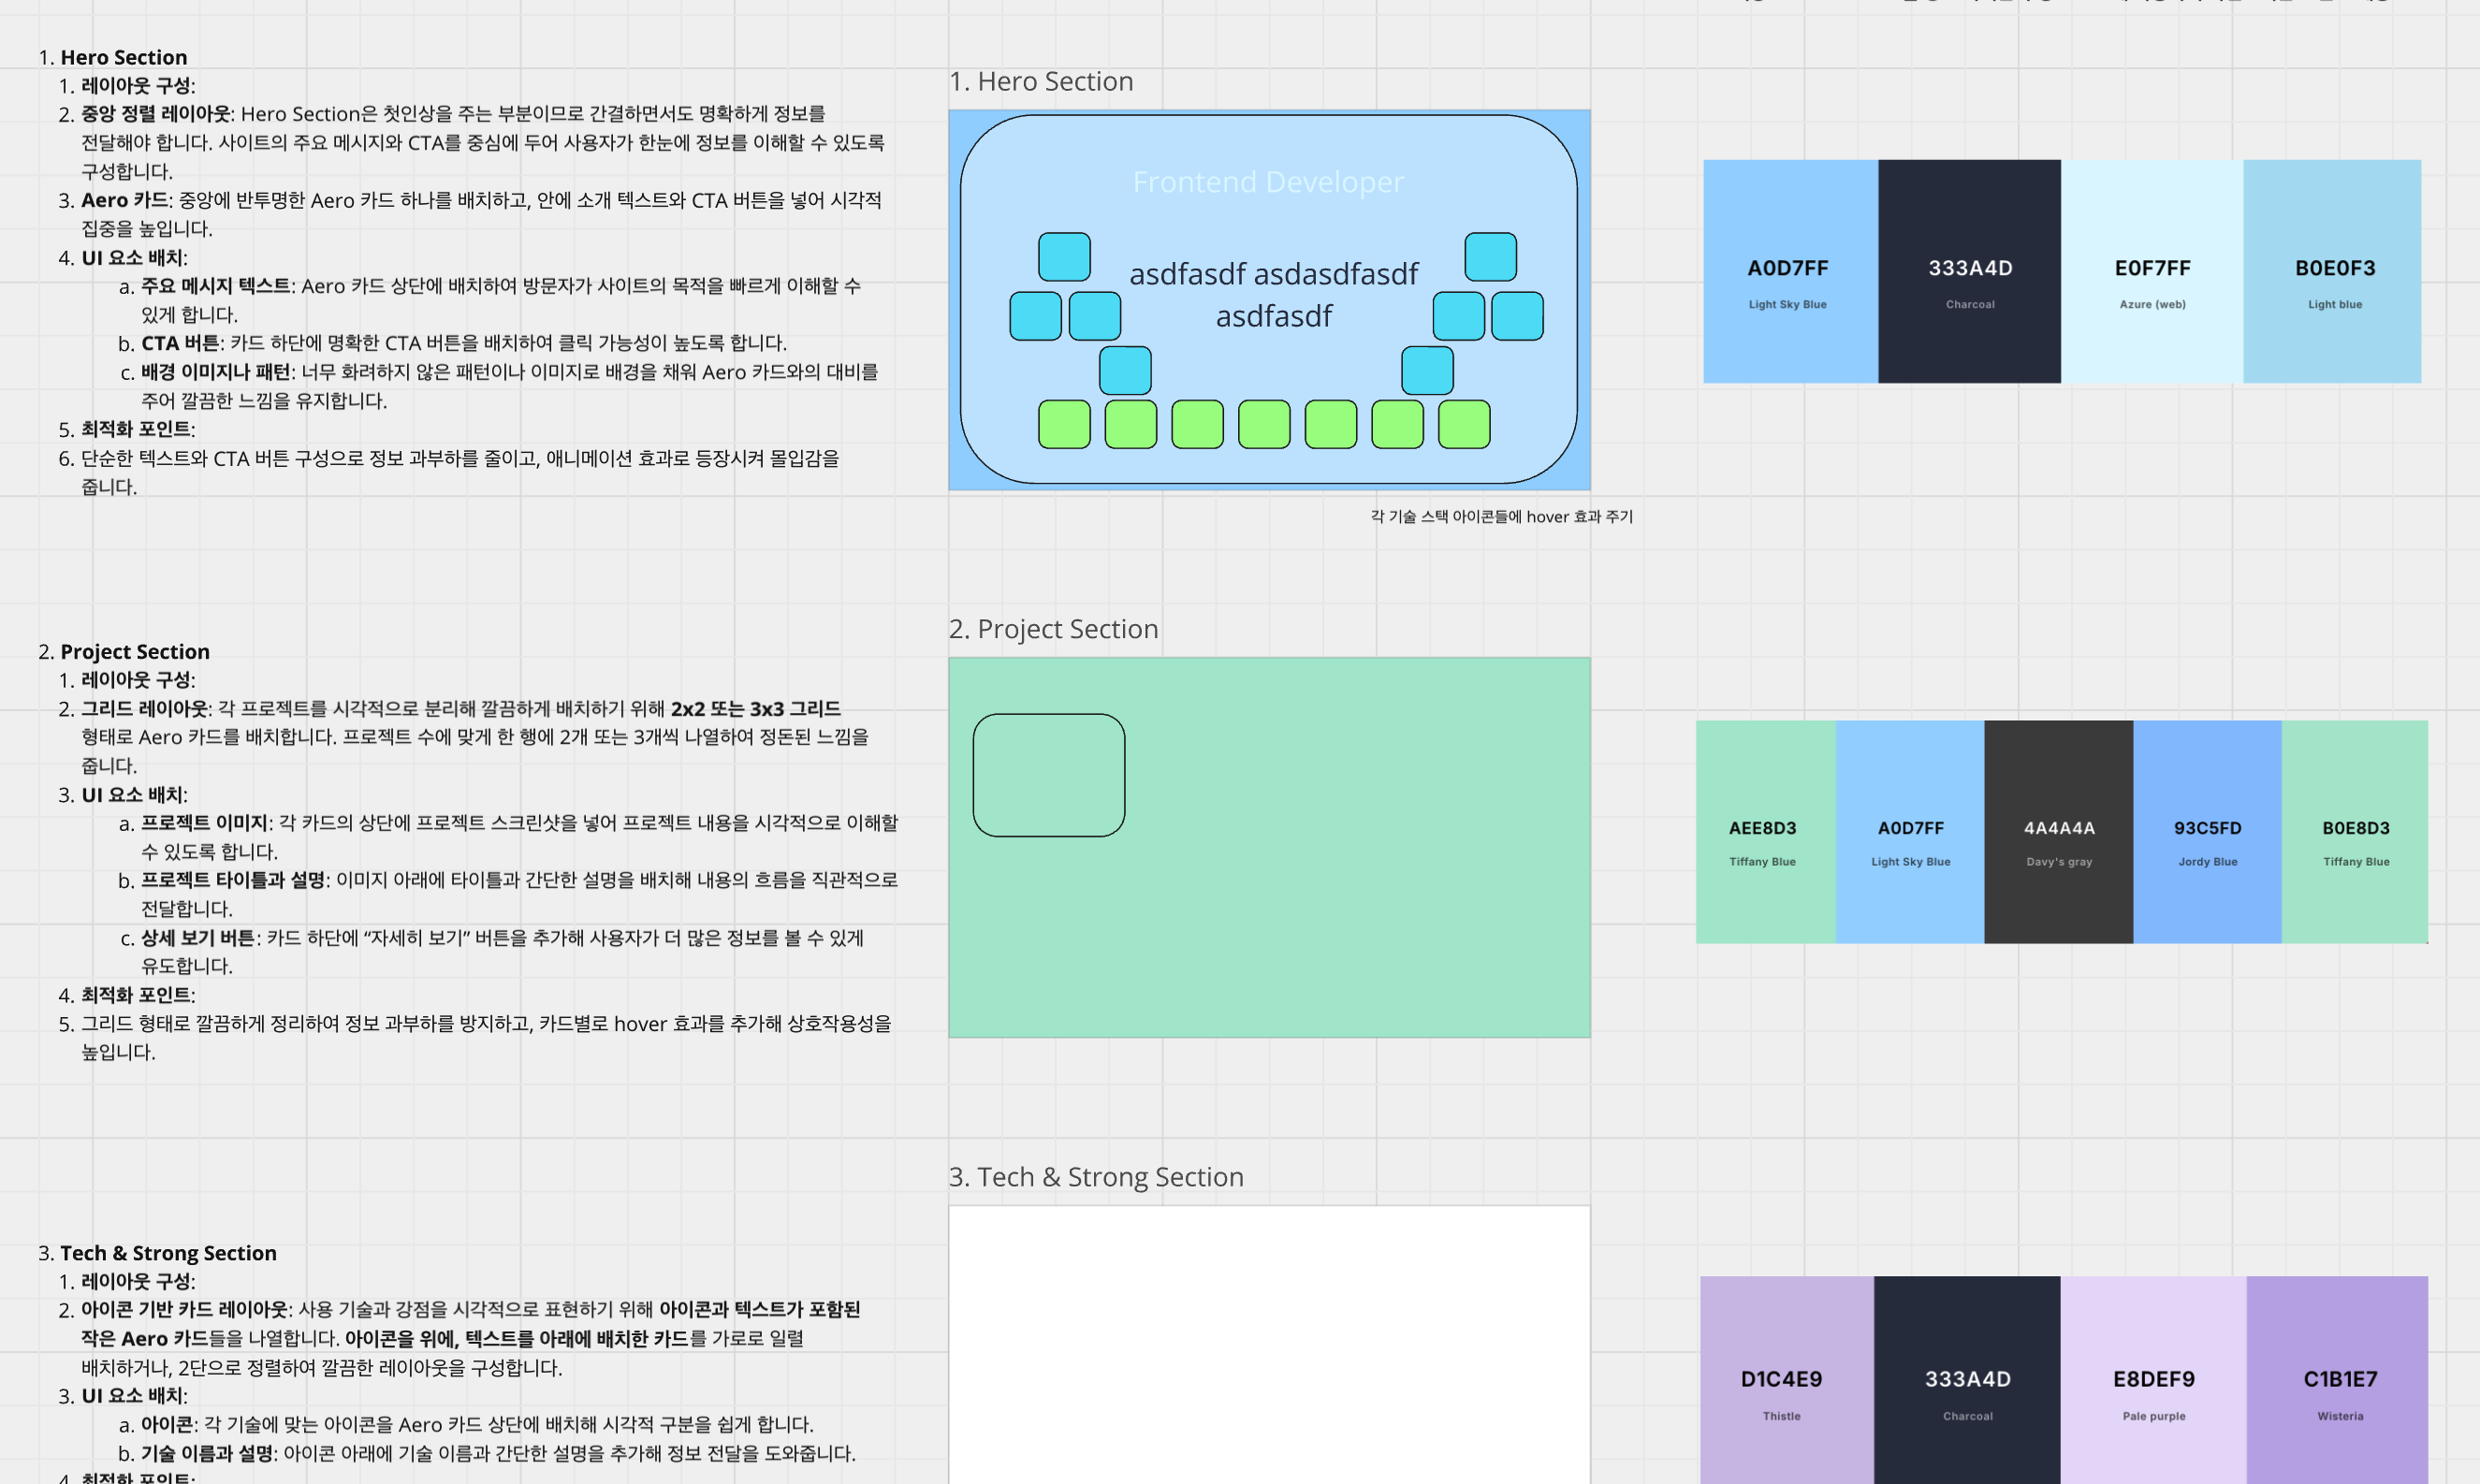 1. Hero Section
1. 레이아웃 구성:
2. 중앙 정렬 레이아웃: Hero Section은 첫인상을 주는 부분이므로 간결하면서도 명확하게 정보를
전달해야 합니다. 사이트의 주요 메시지와 CTA를 중심에 두어 사용자가 한눈에 정보를 이해할 수 있도록
구성합니다.
3. Aero 카드: 중앙에 반투명한 Aero 카드 하나를 배치하고, 안에 소개 텍스트와 CTA 버튼을 넣어 시각적
집중을 높입니다.
4. UI 요소 배치:
a. 주요 메시지 텍스트: Aero 카드 상단에 배치하여 방문자가 사이트의 목적을 빠르게 이해할 수
있게 합니다.
b. CTA 버튼: 카드 하단에 명확한 CTA 버튼을 배치하여 클릭 가능성이 높도록 합니다.
c. 배경 이미지나 패턴: 너무 화려하지 않은 패턴이나 이미지로 배경을 채워 Aero 카드와의 대비를
주어 깔끔한 느낌을 유지합니다.
5. 최적화 포인트:
6. 단순한 텍스트와 CTA 버튼 구성으로 정보 과부하를 줄이고, 애니메이션 효과로 등장시켜 몰입감을
줍니다.
1. Hero Section
Frontend Developer
asdfasdf asdasdfasdf
asdfasdf
각 기술 스택 아이콘들에 hover 효과 주기
A0D7FF
Light Sky Blue
333A4D
Charcoal
E0F7FF
Azure (web)
B0E0F3
Light blue
2. Project Section
1. 레이아웃 구성:
2. 그리드 레이아웃: 각 프로젝트를 시각적으로 분리해 깔끔하게 배치하기 위해 2x2 또는 3x3 그리드
형태로 Aero 카드를 배치합니다. 프로젝트 수에 맞게 한 행에 2개 또는 3개씩 나열하여 정돈된 느낌을
줍니다.
3. UI 요소 배치:
a. 프로젝트 이미지: 각 카드의 상단에 프로젝트 스크린샷을 넣어 프로젝트 내용을 시각적으로 이해할
수 있도록 합니다.
b. 프로젝트 타이틀과 설명: 이미지 아래에 타이틀과 간단한 설명을 배치해 내용의 흐름을 직관적으로
전달합니다.
c. 상세 보기 버튼: 카드 하단에 “자세히 보기” 버튼을 추가해 사용자가 더 많은 정보를 볼 수 있게
유도합니다.
4. 최적화 포인트:
5. 그리드 형태로 깔끔하게 정리하여 정보 과부하를 방지하고, 카드별로 hover 효과를 추가해 상호작용성을
높입니다.
2. Project Section
AEE8D3
Tiffany Blue
A0D7FF
Light Sky Blue
4A4A4A
Davy's gray
93C5FD
Jordy Blue
B0E8D3
Tiffany Blue
3. Tech & Strong Section
1. 레이아웃 구성:
2. 아이콘 기반 카드 레이아웃: 사용 기술과 강점을 시각적으로 표현하기 위해 아이콘과 텍스트가 포함된
작은 Aero 카드들을 나열합니다. 아이콘을 위에, 텍스트를 아래에 배치한 카드를 가로로 일렬
배치하거나, 2단으로 정렬하여 깔끔한 레이아웃을 구성합니다.
3. UI 요소 배치:
a. 아이콘: 각 기술에 맞는 아이콘을 Aero 카드 상단에 배치해 시각적 구분을 쉽게 합니다.
b. 기술 이름과 설명: 아이콘 아래에 기술 이름과 간단한 설명을 추가해 정보 전달을 도와줍니다.
4. 최적화 포인트:
3. Tech & Strong Section
D1C4E9
Thistle
333A4D
Charcoal
E8DEF9
Pale purple
C1B1E7
Wisteria